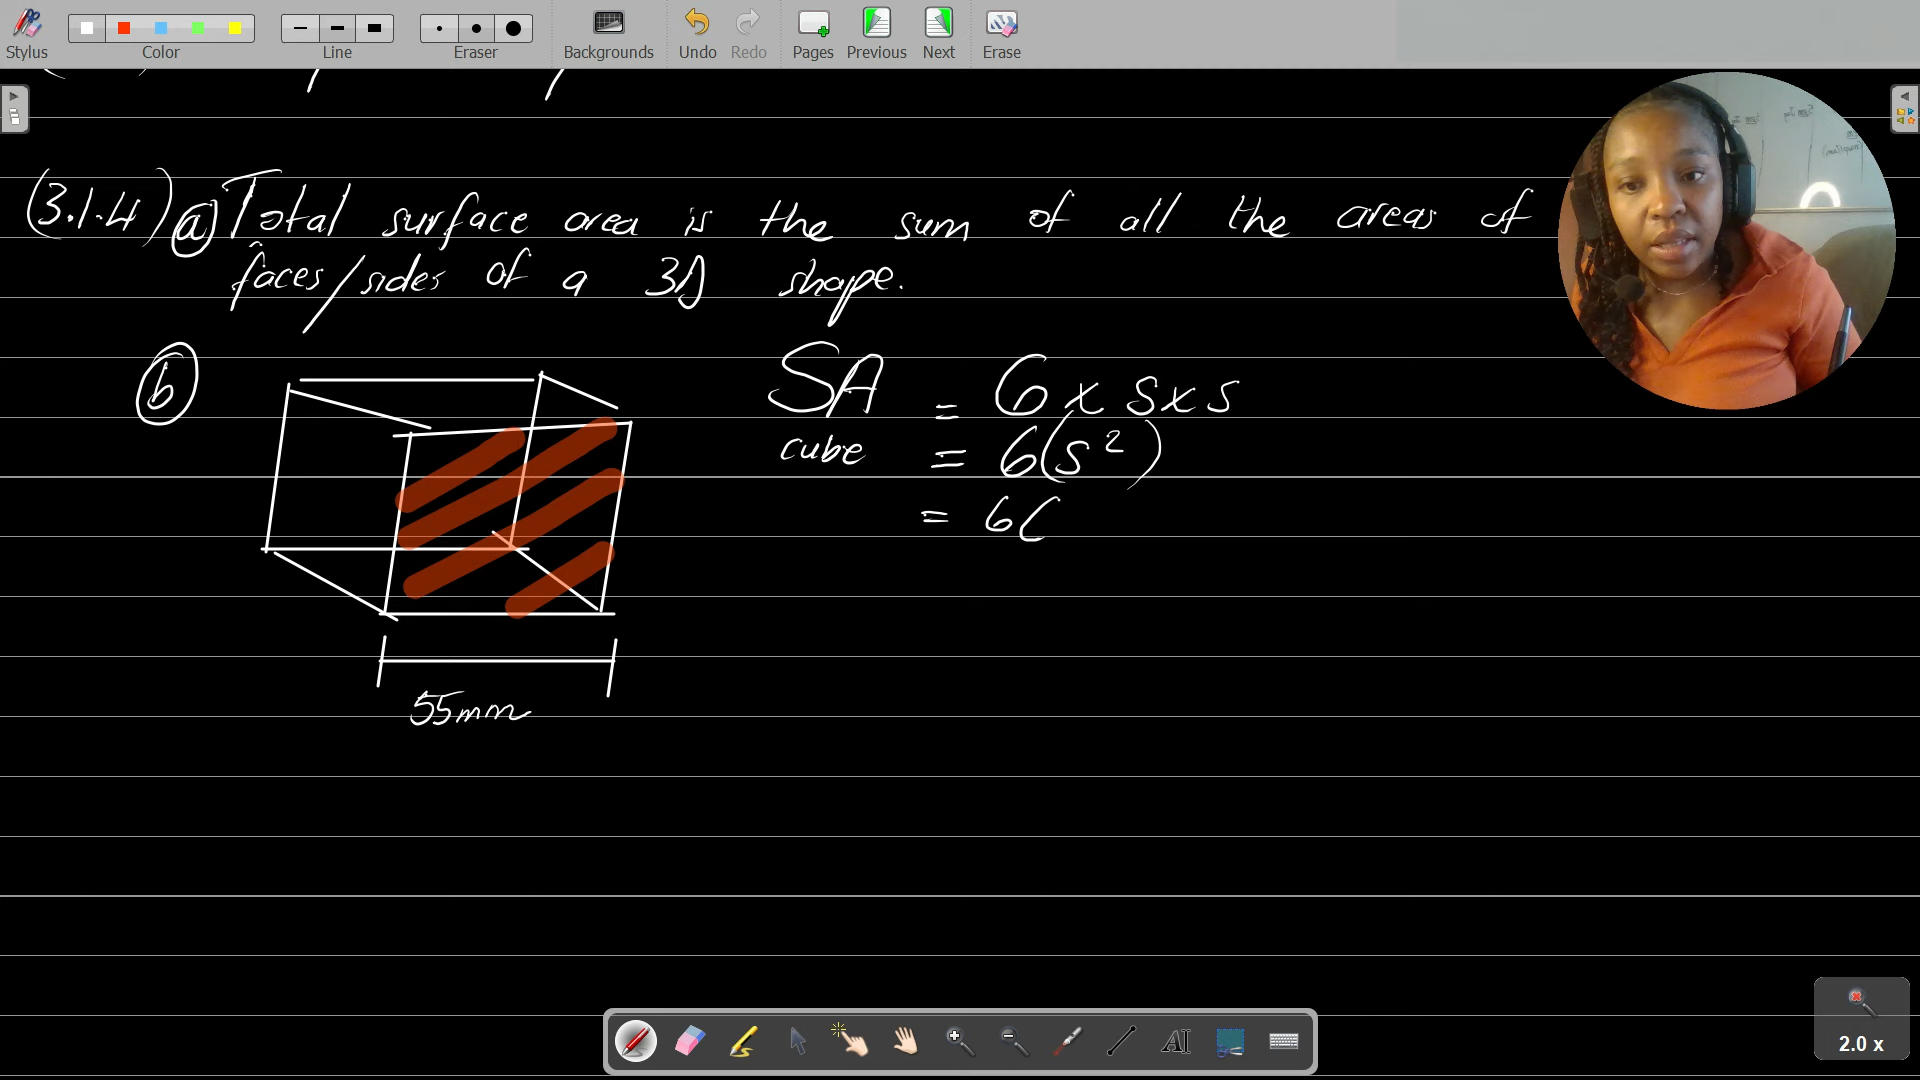 Stylus Color Line Eraser Backgrounds Undo Redo Pages Previous Next Erase
(3.1.4) a) Total surface area is the sum of all the areas of
faces/sides of a 3D shape.
b
SA = 6 x s x s
cube = 6(s²)
= 6(
55mm
2.0 x